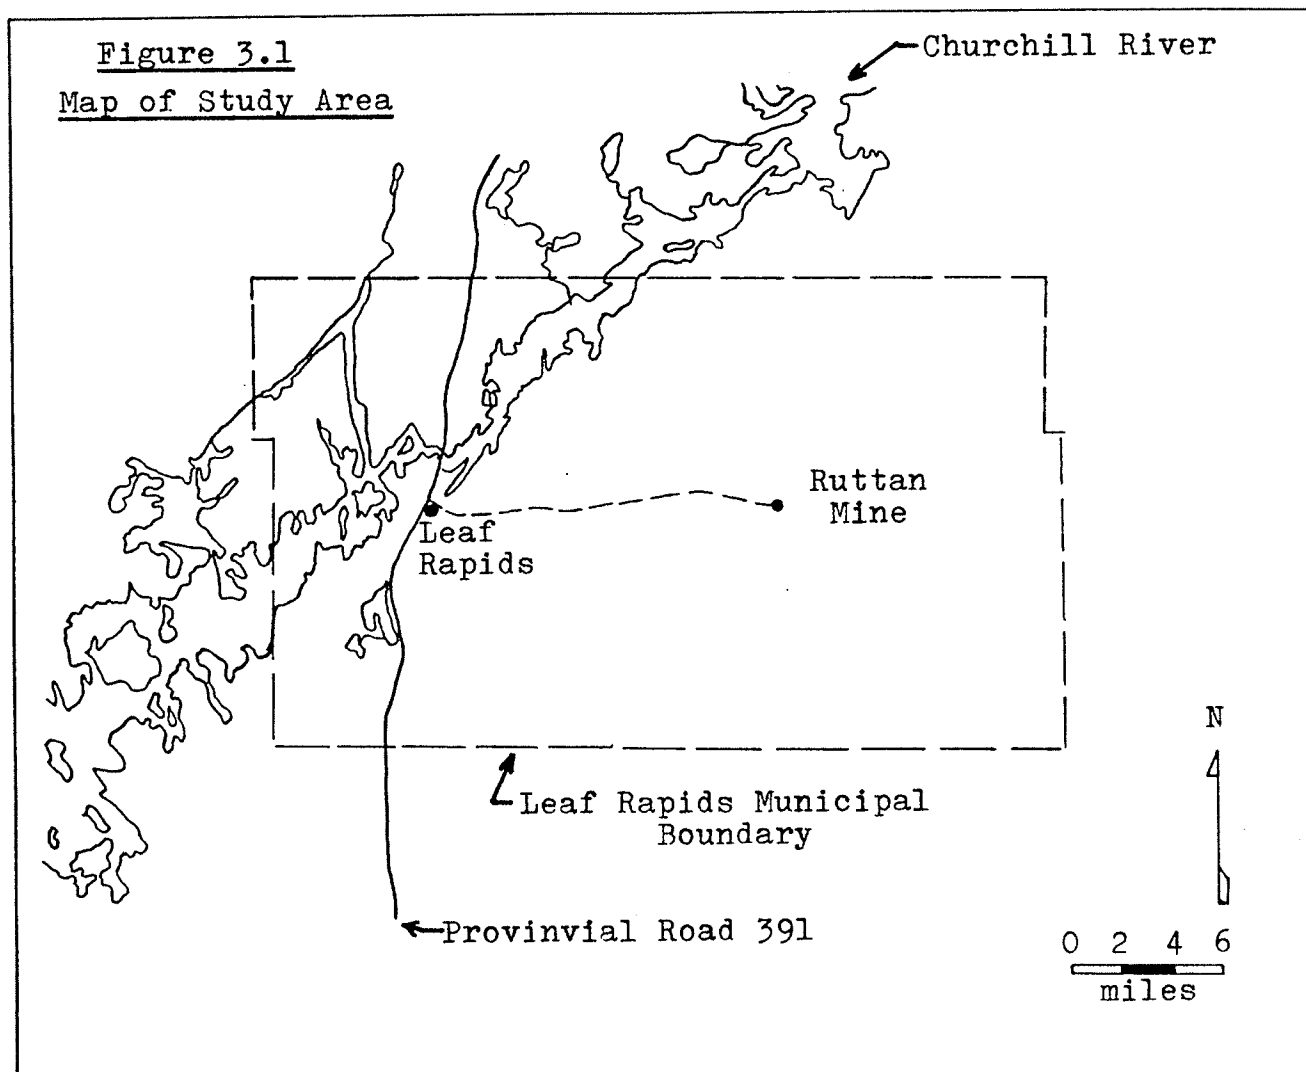 Figure 3.1
Map of Study Area
Churchill River
Ruttan
Mine
Leaf
Rapids
N
Leaf Rapids Municipal
Boundary
Provinvial Road 391
0 2 4 6
miles